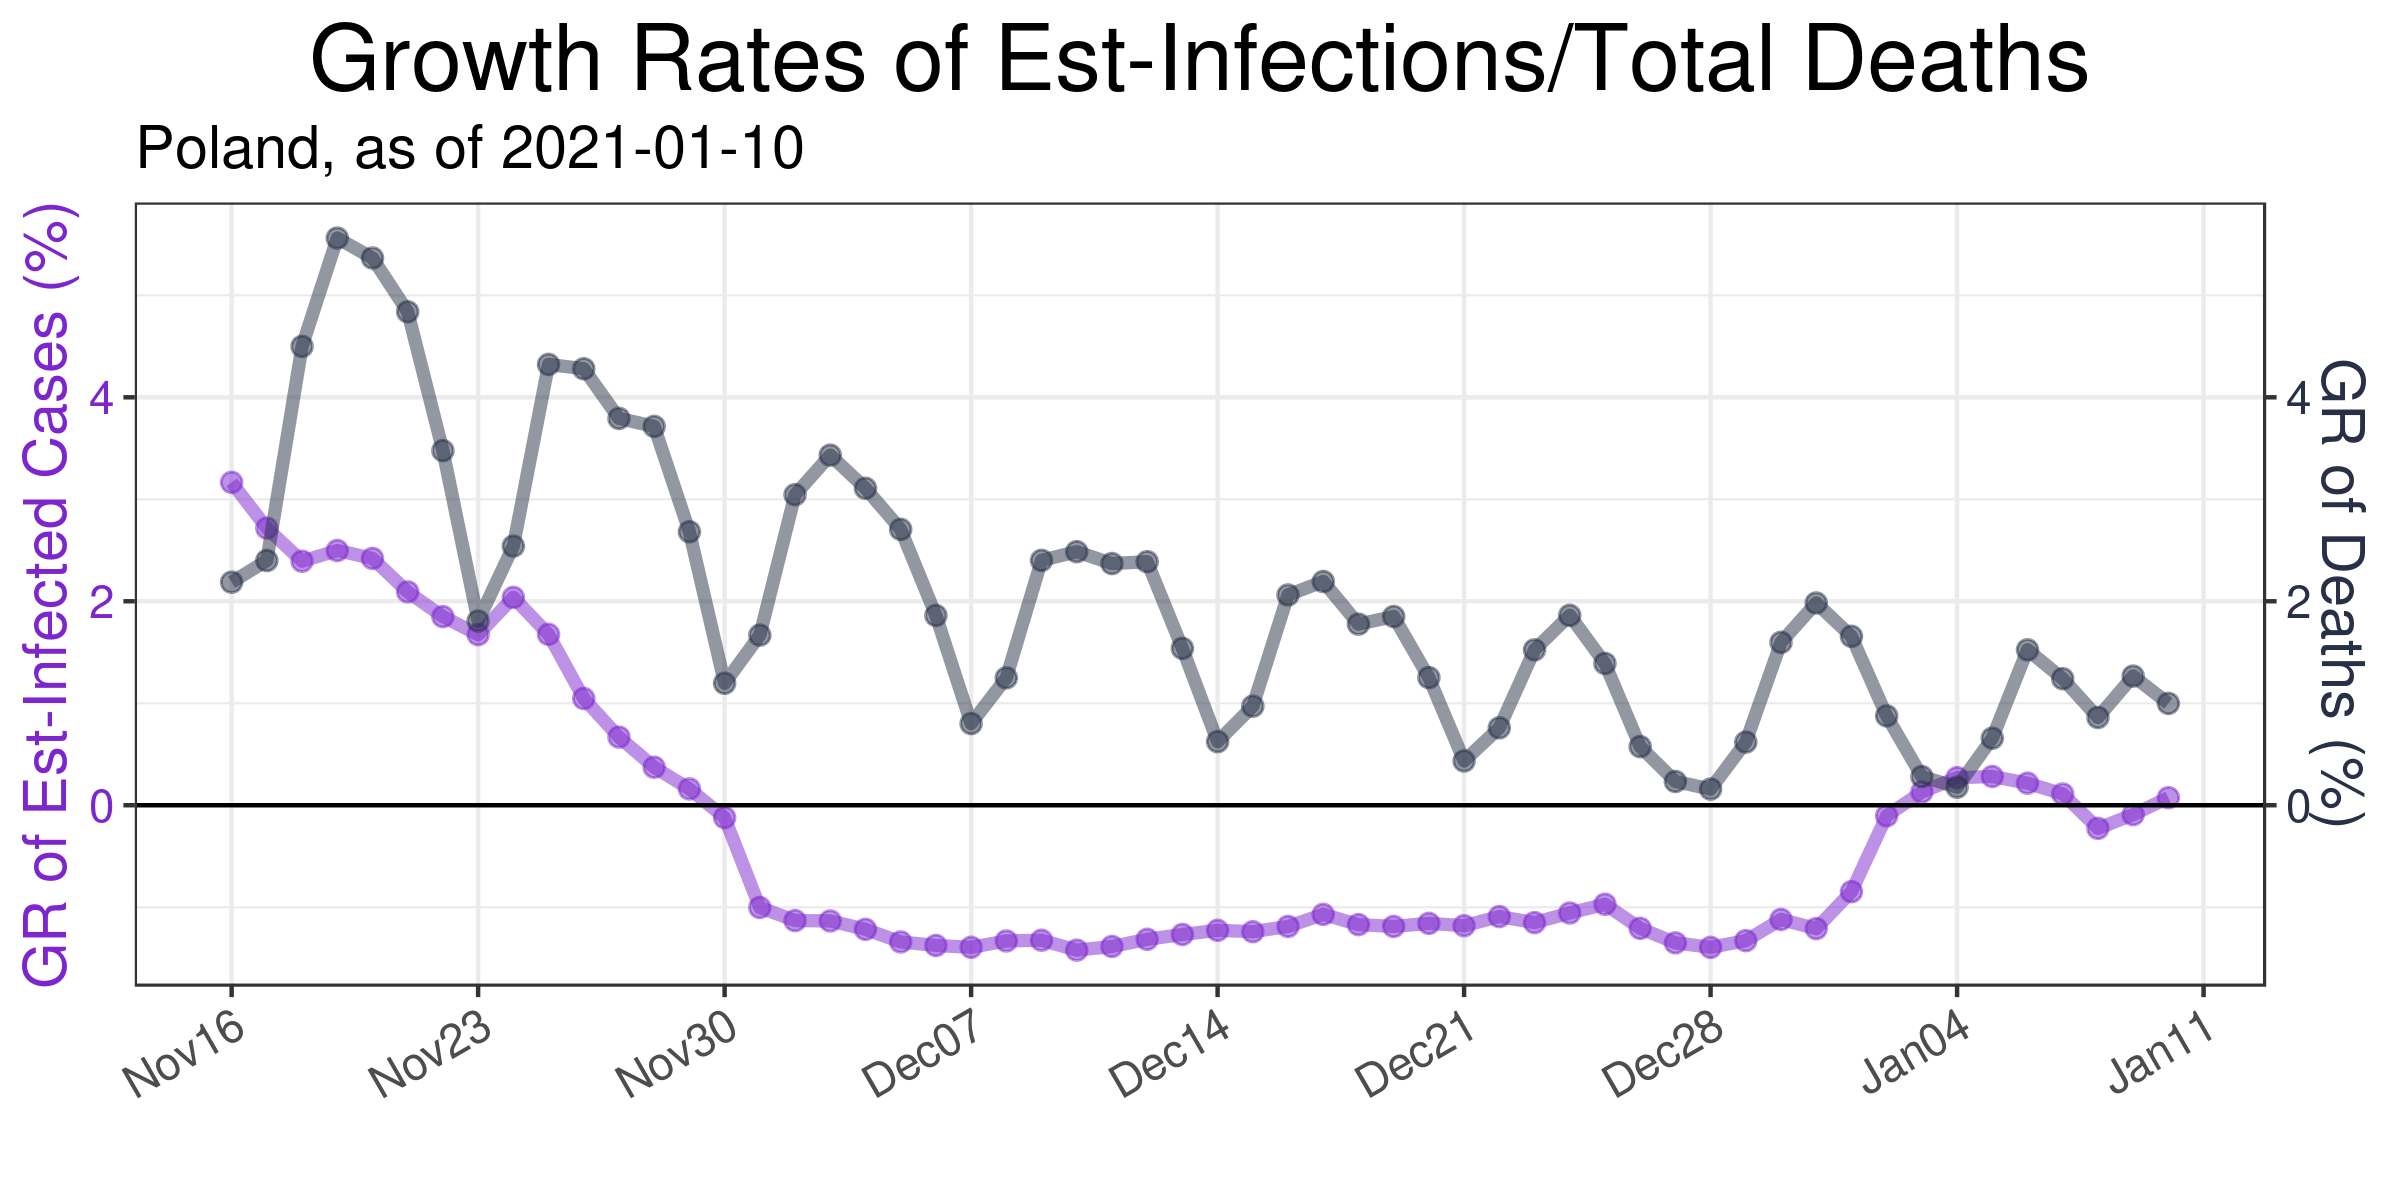 Growth Rates of Est-Infections/Total Deaths
Poland, as of 2021-01-10
GR of Est-Infected Cases (%)
4
2
0
4
2
0
GR of Deaths (%)
Nov16
Nov23
Nov30
Dec07
Dec14
Dec21
Dec28
Jan04
Jan11